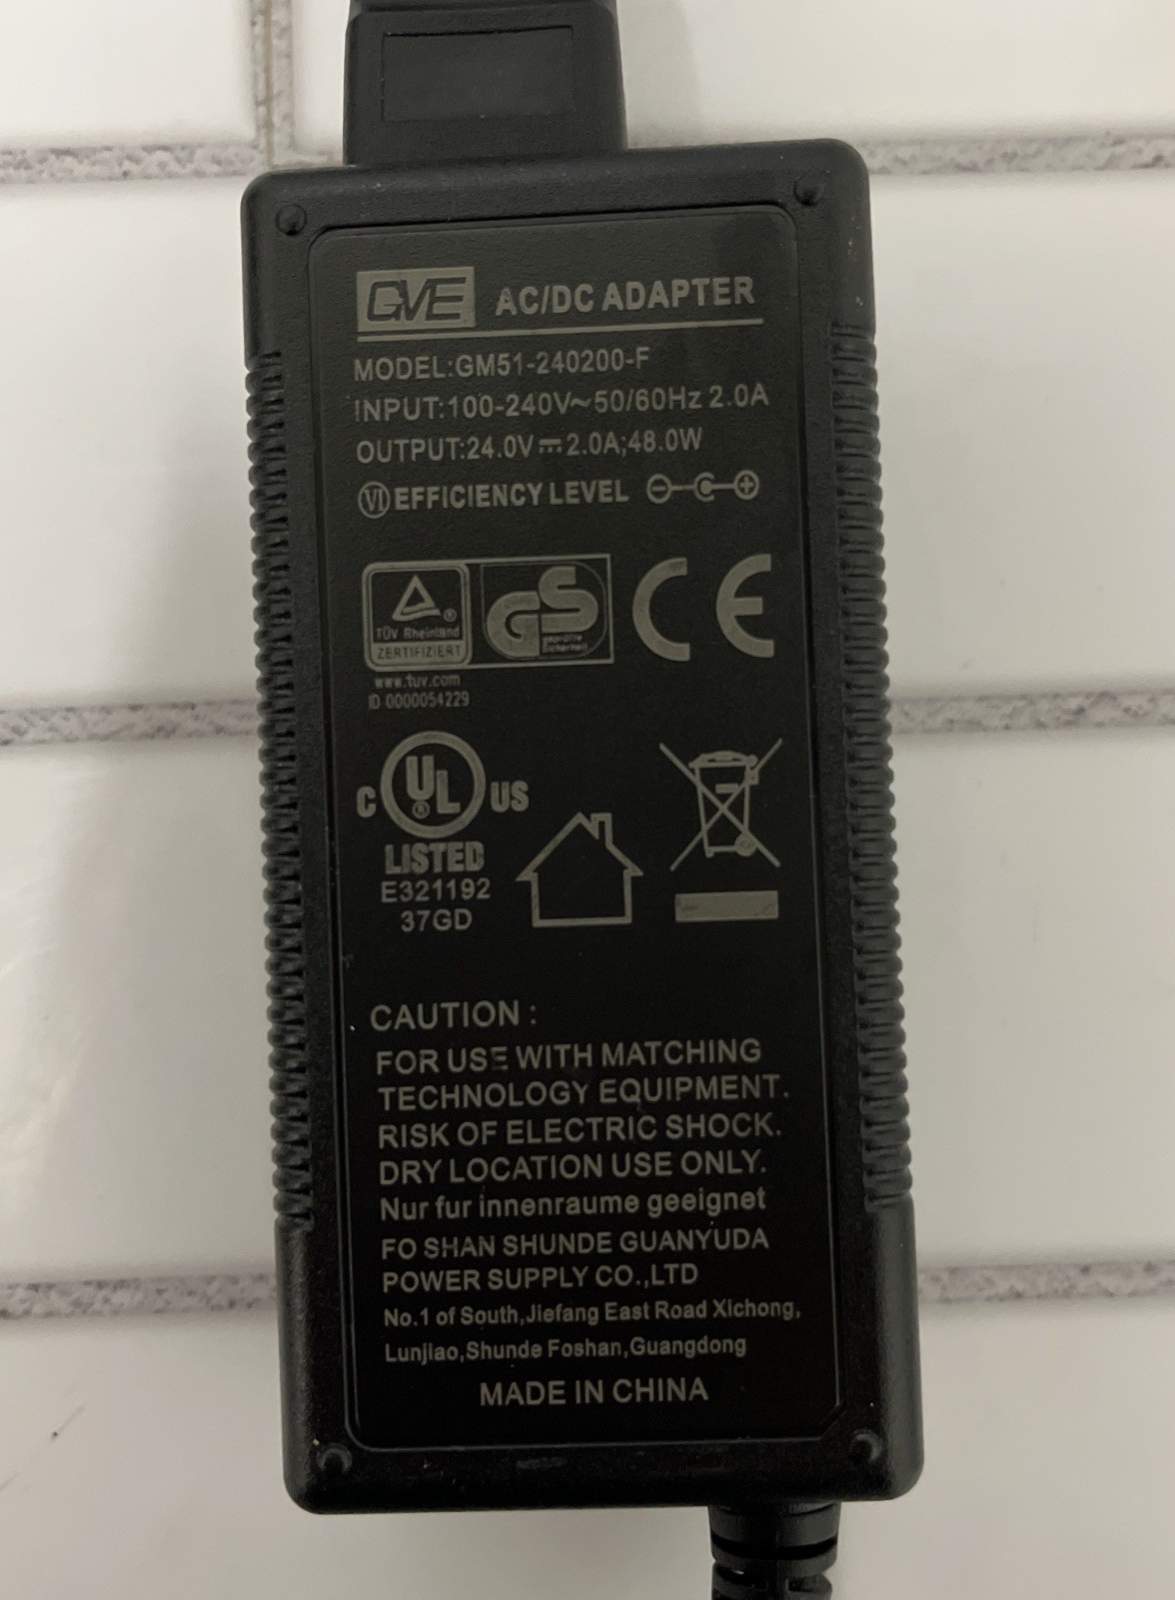 GVE AC/DC ADAPTER
MODEL:GM51-240200-F
INPUT:100-240V~50/60Hz 2.0A
OUTPUT:24.0V⎓2.0A;48.0W
VI EFFICIENCY LEVEL
TÜV Rheinland
ZERTIFIZIERT
GS
geprüfte
Sicherheit
CE
www.tuv.com
ID 0000054229
C UL® US
LISTED
E321192
37GD
CAUTION :
FOR USE WITH MATCHING
TECHNOLOGY EQUIPMENT.
RISK OF ELECTRIC SHOCK.
DRY LOCATION USE ONLY.
Nur fur innenraume geeignet
FO SHAN SHUNDE GUANYUDA
POWER SUPPLY CO.,LTD
No.1 of South,Jiefang East Road Xichong,
Lunjiao,Shunde Foshan,Guangdong
MADE IN CHINA